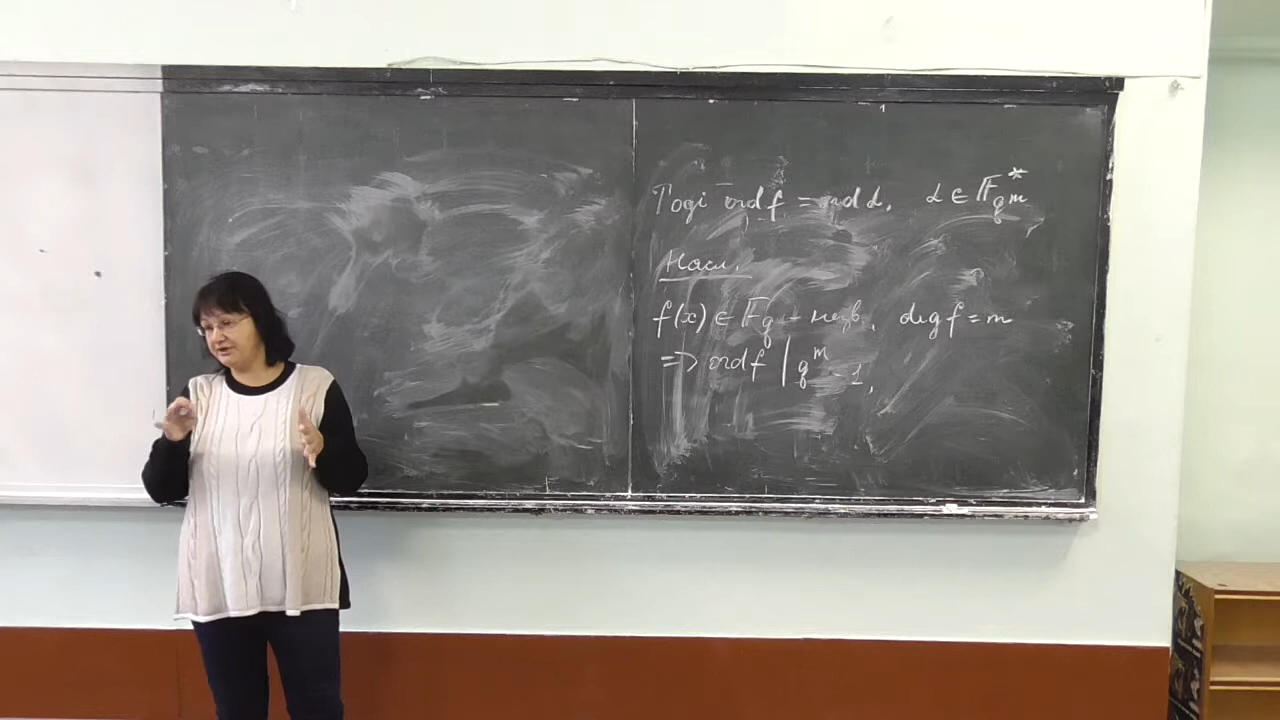 Тоді ord f = ord α, α ∈ F*_{q^m}
Насл.
f(x) ∈ F_q - незв, deg f = m
=> ord f | q^m - 1,